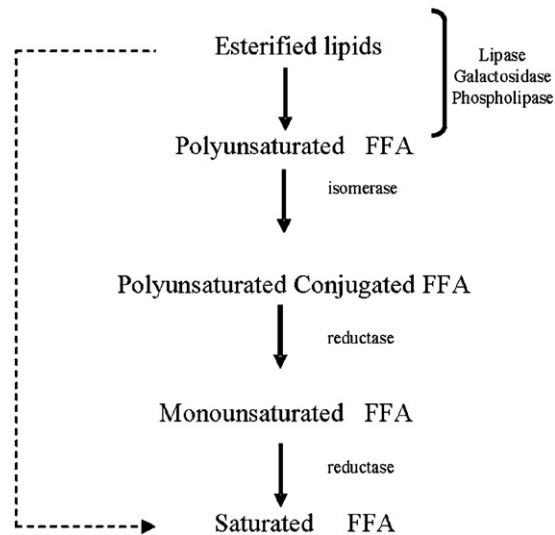 Esterified lipids
Lipase
Galactosidase
Phospholipase
Polyunsaturated FFA
isomerase
Polyunsaturated Conjugated FFA
reductase
Monounsaturated FFA
reductase
Saturated FFA